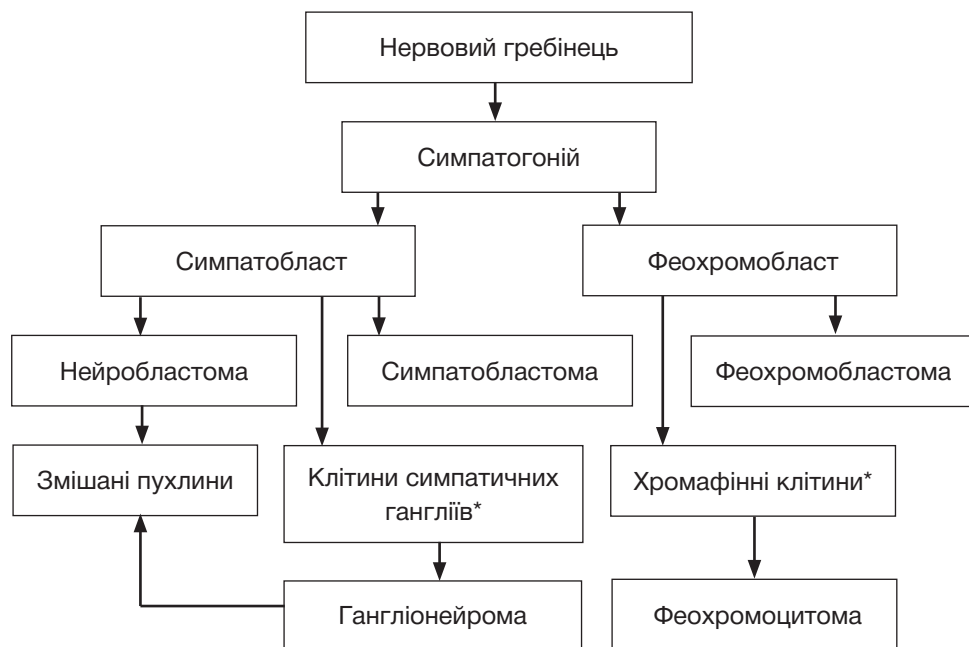 Нервовий гребінець
Симпатогоній
Симпатобласт
Феохромобласт
Нейробластома
Симпатобластома
Феохромобластома
Змішані пухлини
Клітини симпатичних
гангліїв*
Хромафінні клітини*
Гангліонейрома
Феохромоцитома